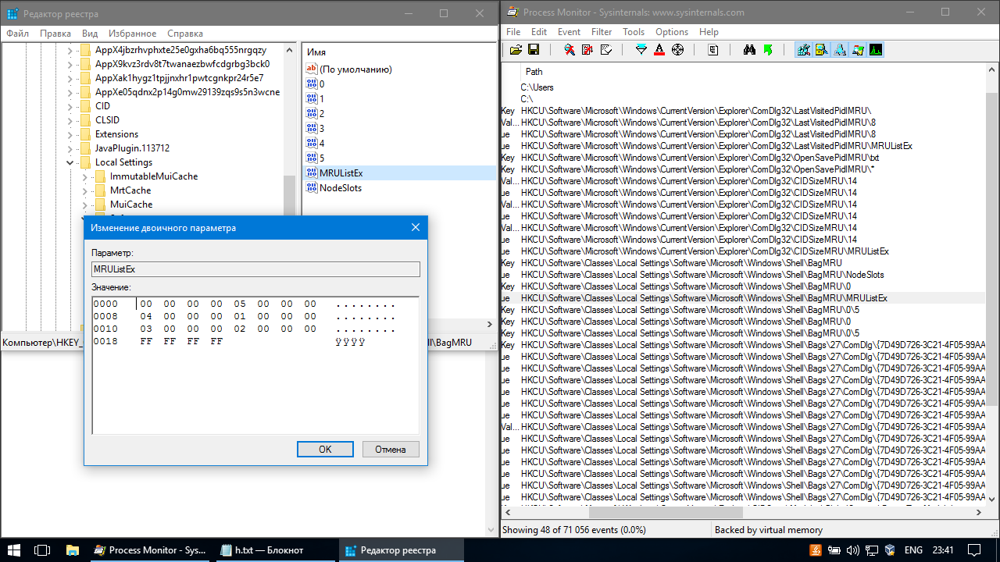 Редактор реестра
Файл Правка Вид Избранное Справка
AppX4jbzrhvphxte25e0gxha6bq555nrgqzy
AppX9kvz3rdv8t7twanaezbwfcdgrbg3bck0
AppXak1hygz1tpjjnxhr1pwtcgnkpr24r5e7
AppXe05qdnx2p14g0mw29139zqs9s5n3wcne
CID
CLSID
Extensions
JavaPlugin.113712
Local Settings
ImmutableMuiCache
MrtCache
MuiCache
Имя
(По умолчанию)
0
1
2
3
4
5
MRUListEx
NodeSlots
Изменение двоичного параметра
Параметр:
MRUListEx
Значение:
0000 00 00 00 00 05 00 00 00 ........
0008 04 00 00 00 01 00 00 00 ........
0010 03 00 00 00 02 00 00 00 ........
0018 FF FF FF FF ÿÿÿÿ
OK Отмена
Компьютер\HKEY_
\BagMRU
Process Monitor - Sysinternals: www.sysinternals.com
File Edit Event Filter Tools Options Help
Path
C:\Users
C:\
Key HKCU\Software\Microsoft\Windows\CurrentVersion\Explorer\ComDlg32\LastVisitedPidlMRU\
Val... HKCU\Software\Microsoft\Windows\CurrentVersion\Explorer\ComDlg32\LastVisitedPidlMRU\8
ue HKCU\Software\Microsoft\Windows\CurrentVersion\Explorer\ComDlg32\LastVisitedPidlMRU\8
ue HKCU\Software\Microsoft\Windows\CurrentVersion\Explorer\ComDlg32\LastVisitedPidlMRU\MRUListEx
Key HKCU\Software\Microsoft\Windows\CurrentVersion\Explorer\ComDlg32\OpenSavePidlMRU\txt
Key HKCU\Software\Microsoft\Windows\CurrentVersion\Explorer\ComDlg32\OpenSavePidlMRU\*
Val... HKCU\Software\Microsoft\Windows\CurrentVersion\Explorer\ComDlg32\CIDSizeMRU\14
ue HKCU\Software\Microsoft\Windows\CurrentVersion\Explorer\ComDlg32\CIDSizeMRU\14
Val... HKCU\Software\Microsoft\Windows\CurrentVersion\Explorer\ComDlg32\CIDSizeMRU\14
ue HKCU\Software\Microsoft\Windows\CurrentVersion\Explorer\ComDlg32\CIDSizeMRU\14
Val... HKCU\Software\Microsoft\Windows\CurrentVersion\Explorer\ComDlg32\CIDSizeMRU\14
ue HKCU\Software\Microsoft\Windows\CurrentVersion\Explorer\ComDlg32\CIDSizeMRU\14
ue HKCU\Software\Microsoft\Windows\CurrentVersion\Explorer\ComDlg32\CIDSizeMRU\MRUListEx
Key HKCU\Software\Classes\Local Settings\Software\Microsoft\Windows\Shell\BagMRU
ue HKCU\Software\Classes\Local Settings\Software\Microsoft\Windows\Shell\BagMRU\NodeSlots
Key HKCU\Software\Classes\Local Settings\Software\Microsoft\Windows\Shell\BagMRU\0
ue HKCU\Software\Classes\Local Settings\Software\Microsoft\Windows\Shell\BagMRU\MRUListEx
Key HKCU\Software\Classes\Local Settings\Software\Microsoft\Windows\Shell\BagMRU\0\5
Key HKCU\Software\Classes\Local Settings\Software\Microsoft\Windows\Shell\BagMRU\0
Key HKCU\Software\Classes\Local Settings\Software\Microsoft\Windows\Shell\BagMRU\0\5
Key HKCU\Software\Classes\Local Settings\Software\Microsoft\Windows\Shell\Bags\27\ComDlg\{7D49D726-3C21-4F05-99AA
ue HKCU\Software\Classes\Local Settings\Software\Microsoft\Windows\Shell\Bags\27\ComDlg\{7D49D726-3C21-4F05-99AA
ue HKCU\Software\Classes\Local Settings\Software\Microsoft\Windows\Shell\Bags\27\ComDlg\{7D49D726-3C21-4F05-99AA
ue HKCU\Software\Classes\Local Settings\Software\Microsoft\Windows\Shell\Bags\27\ComDlg\{7D49D726-3C21-4F05-99AA
ue HKCU\Software\Classes\Local Settings\Software\Microsoft\Windows\Shell\Bags\27\ComDlg\{7D49D726-3C21-4F05-99AA
ue HKCU\Software\Classes\Local Settings\Software\Microsoft\Windows\Shell\Bags\27\ComDlg\{7D49D726-3C21-4F05-99AA
ue HKCU\Software\Classes\Local Settings\Software\Microsoft\Windows\Shell\Bags\27\ComDlg\{7D49D726-3C21-4F05-99AA
Val... HKCU\Software\Classes\Local Settings\Software\Microsoft\Windows\Shell\Bags\27\ComDlg\{7D49D726-3C21-4F05-99AA
ue HKCU\Software\Classes\Local Settings\Software\Microsoft\Windows\Shell\Bags\27\ComDlg\{7D49D726-3C21-4F05-99AA
ue HKCU\Software\Classes\Local Settings\Software\Microsoft\Windows\Shell\Bags\27\ComDlg\{7D49D726-3C21-4F05-99AA
ue HKCU\Software\Classes\Local Settings\Software\Microsoft\Windows\Shell\Bags\27\ComDlg\{7D49D726-3C21-4F05-99AA
ue HKCU\Software\Classes\Local Settings\Software\Microsoft\Windows\Shell\Bags\27\ComDlg\{7D49D726-3C21-4F05-99AA
ue HKCU\Software\Classes\Local Settings\Software\Microsoft\Windows\Shell\Bags\27\ComDlg\{7D49D726-3C21-4F05-99AA
ue HKCU\Software\Classes\Local Settings\Software\Microsoft\Windows\Shell\Bags\27\ComDlg\{7D49D726-3C21-4F05-99AA
Showing 48 of 71 056 events (0.0%) Backed by virtual memory
Process Monitor - Sys... h.txt — Блокнот Редактор реестра ENG 23:41